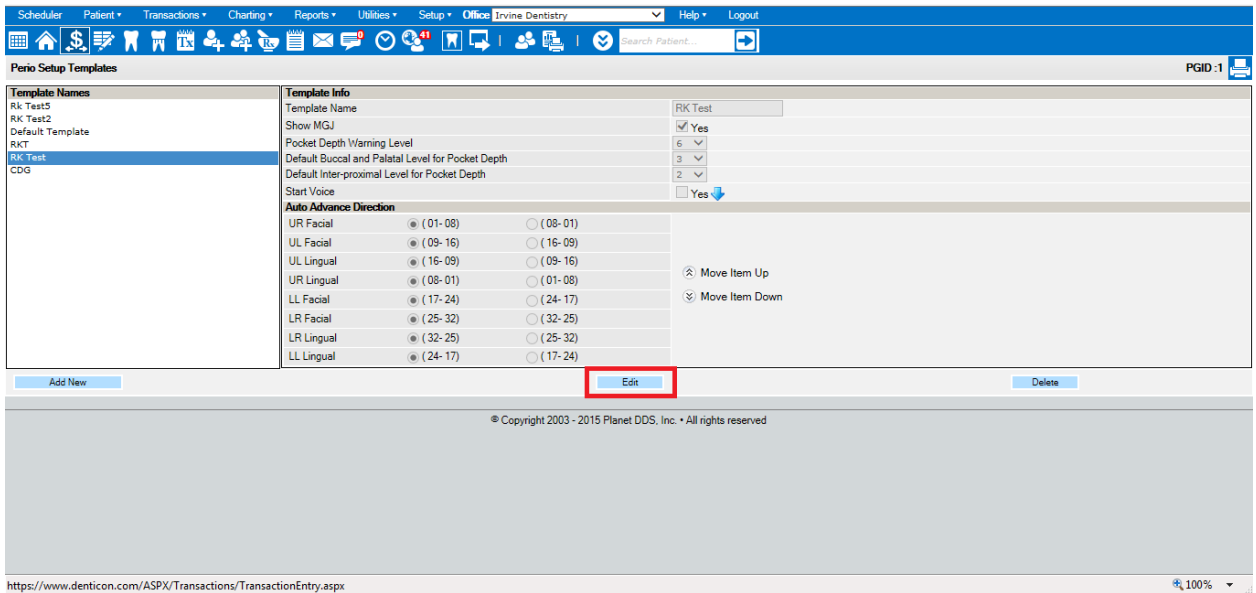 Scheduler Patient Transactions Charting Reports Utilities Setup Office Irvine Dentistry Help Logout
Tx Rx 0 41 Search Patient...
Perio Setup Templates PGID :1
Template Names
Rk Test5
RK Test2
Default Template
RKT
RK Test
CDG
Template Info
Template Name RK Test
Show MGJ Yes
Pocket Depth Warning Level 6
Default Buccal and Palatal Level for Pocket Depth 3
Default Inter-proximal Level for Pocket Depth 2
Start Voice Yes
Auto Advance Direction
UR Facial ( 01- 08) ( 08- 01)
UL Facial ( 09- 16) ( 16- 09)
UL Lingual ( 16- 09) ( 09- 16)
UR Lingual ( 08- 01) ( 01- 08)
LL Facial ( 17- 24) ( 24- 17)
LR Facial ( 25- 32) ( 32- 25)
LR Lingual ( 32- 25) ( 25- 32)
LL Lingual ( 24- 17) ( 17- 24)
Move Item Up
Move Item Down
Add New Edit Delete
© Copyright 2003 - 2015 Planet DDS, Inc. • All rights reserved
https://www.denticon.com/ASPX/Transactions/TransactionEntry.aspx 100%